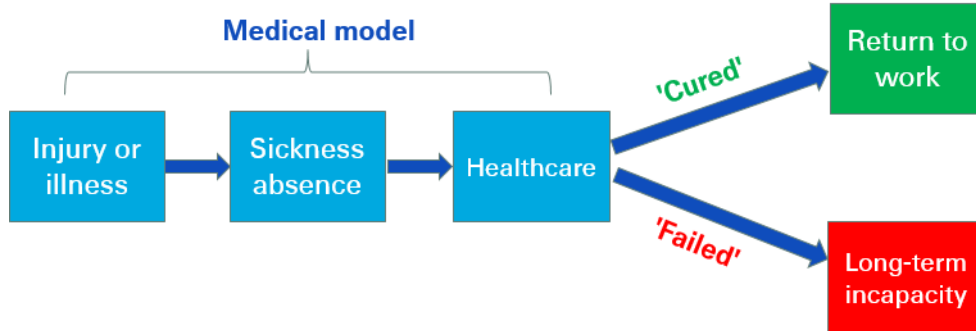 Medical model
Injury or
illness
Sickness
absence
Healthcare
'Cured'
Return to
work
'Failed'
Long-term
incapacity